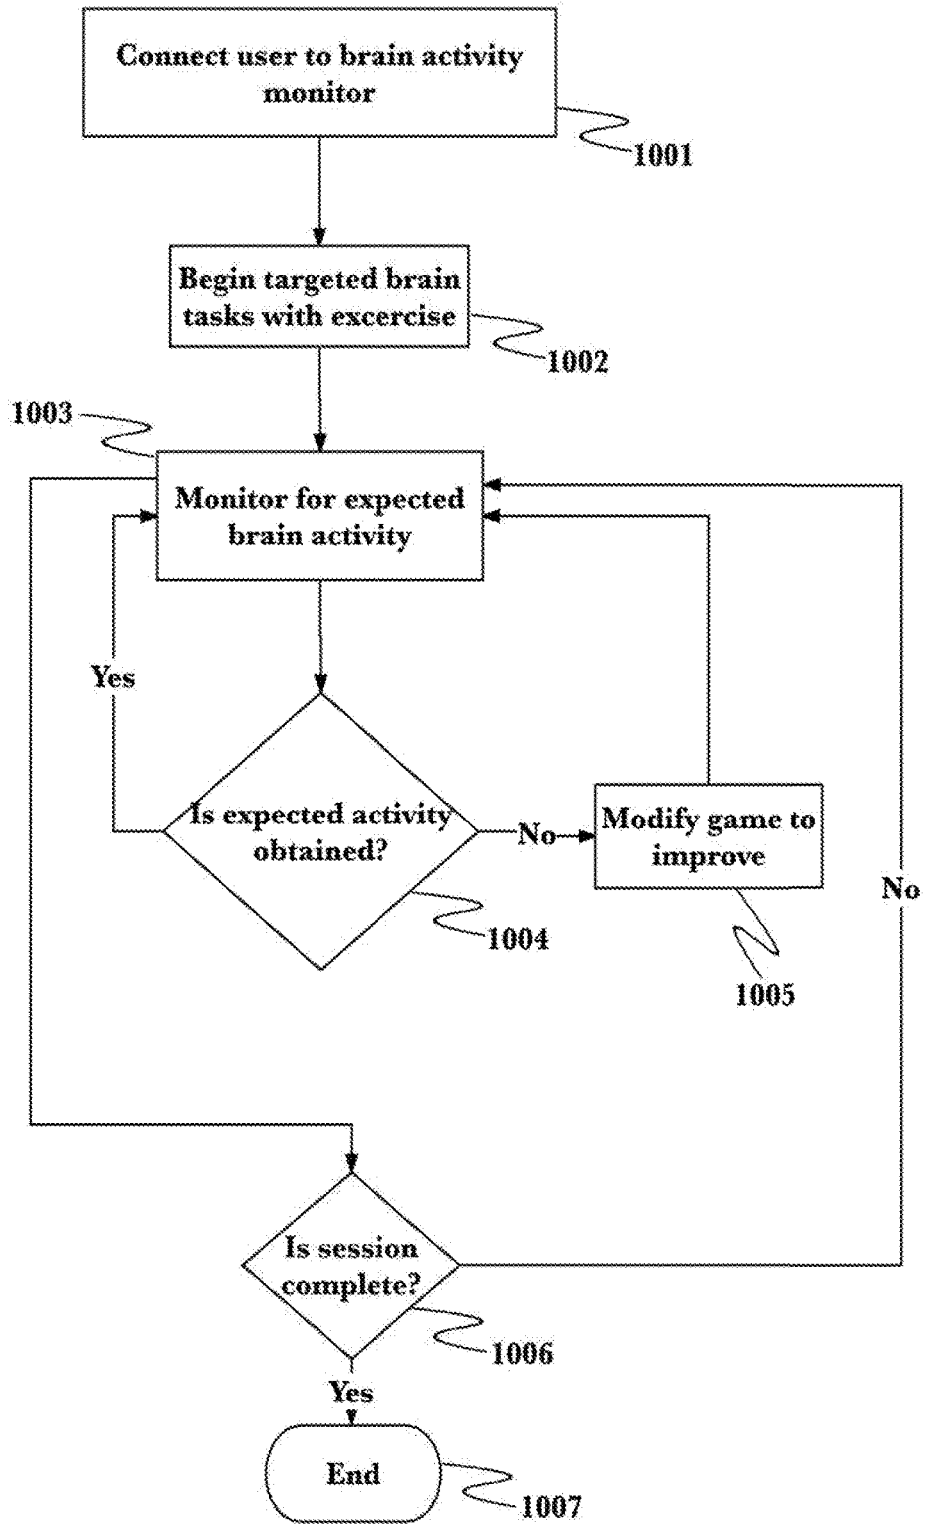 Connect user to brain activity
monitor
1001
Begin targeted brain
tasks with excercise
1002
1003
Monitor for expected
brain activity
Yes
Is expected activity
obtained?
No
Modify game to
improve
No
1004
1005
Is session
complete?
1006
Yes
End
1007